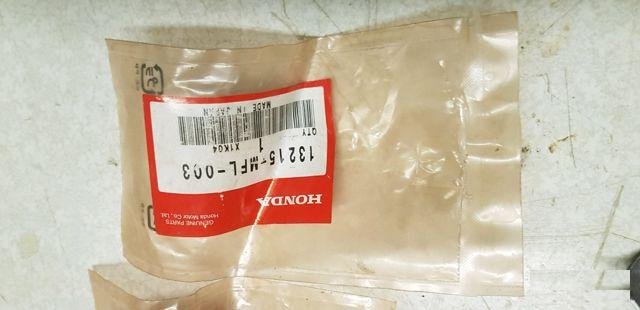 HONDA
GENUINE PARTS
Honda Motor Co., Ltd.
13215-MFL-003
QTY 1 X1K04
MADE IN JAPAN